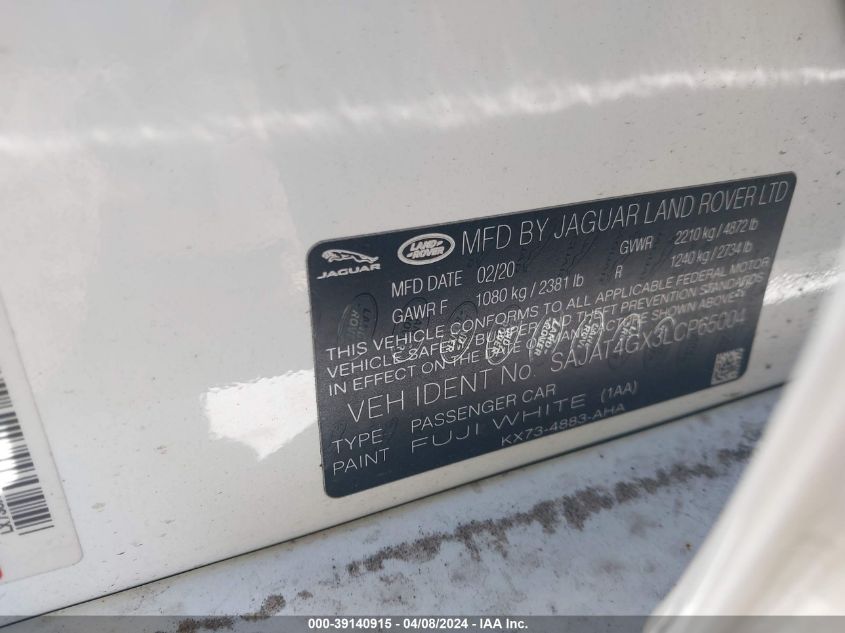 JAGUAR
LAND ROVER
MFD BY JAGUAR LAND ROVER LTD
MFD DATE 02/20 GVWR 2210 kg / 4872 lb
GAWR F 1080 kg / 2381 lb R 1240 kg / 2734 lb
THIS VEHICLE CONFORMS TO ALL APPLICABLE FEDERAL MOTOR
VEHICLE SAFETY, BUMPER AND THEFT PREVENTION STANDARDS
IN EFFECT ON THE DATE OF MANUFACTURE SHOWN ABOVE.
VEH IDENT No. SAJAT4GX3LCP65004
TYPE PASSENGER CAR
PAINT FUJI WHITE (1AA)
KX73-4883-AHA
000-39140915 - 04/08/2024 - IAA Inc.